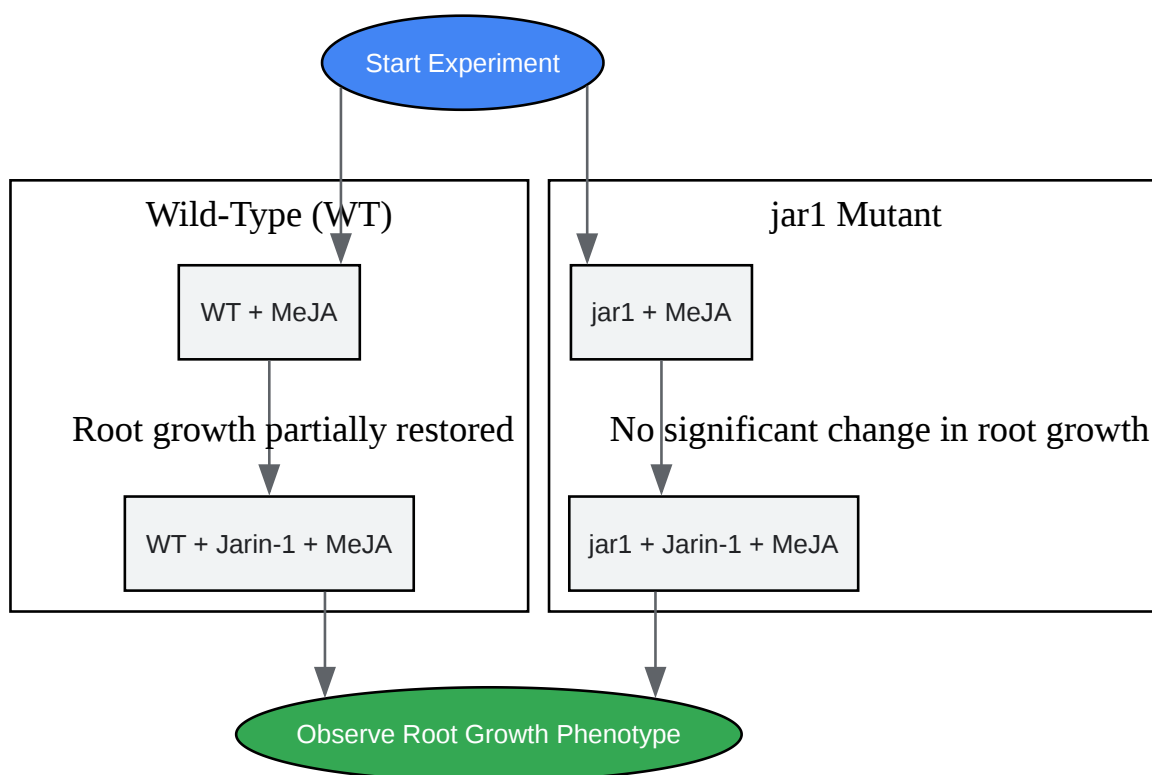 Start Experiment
Wild-Type (WT)
jar1 Mutant
WT + MeJA
jar1 + MeJA
Root growth partially restored
No significant change in root growth
WT + Jarin-1 + MeJA
jar1 + Jarin-1 + MeJA
Observe Root Growth Phenotype